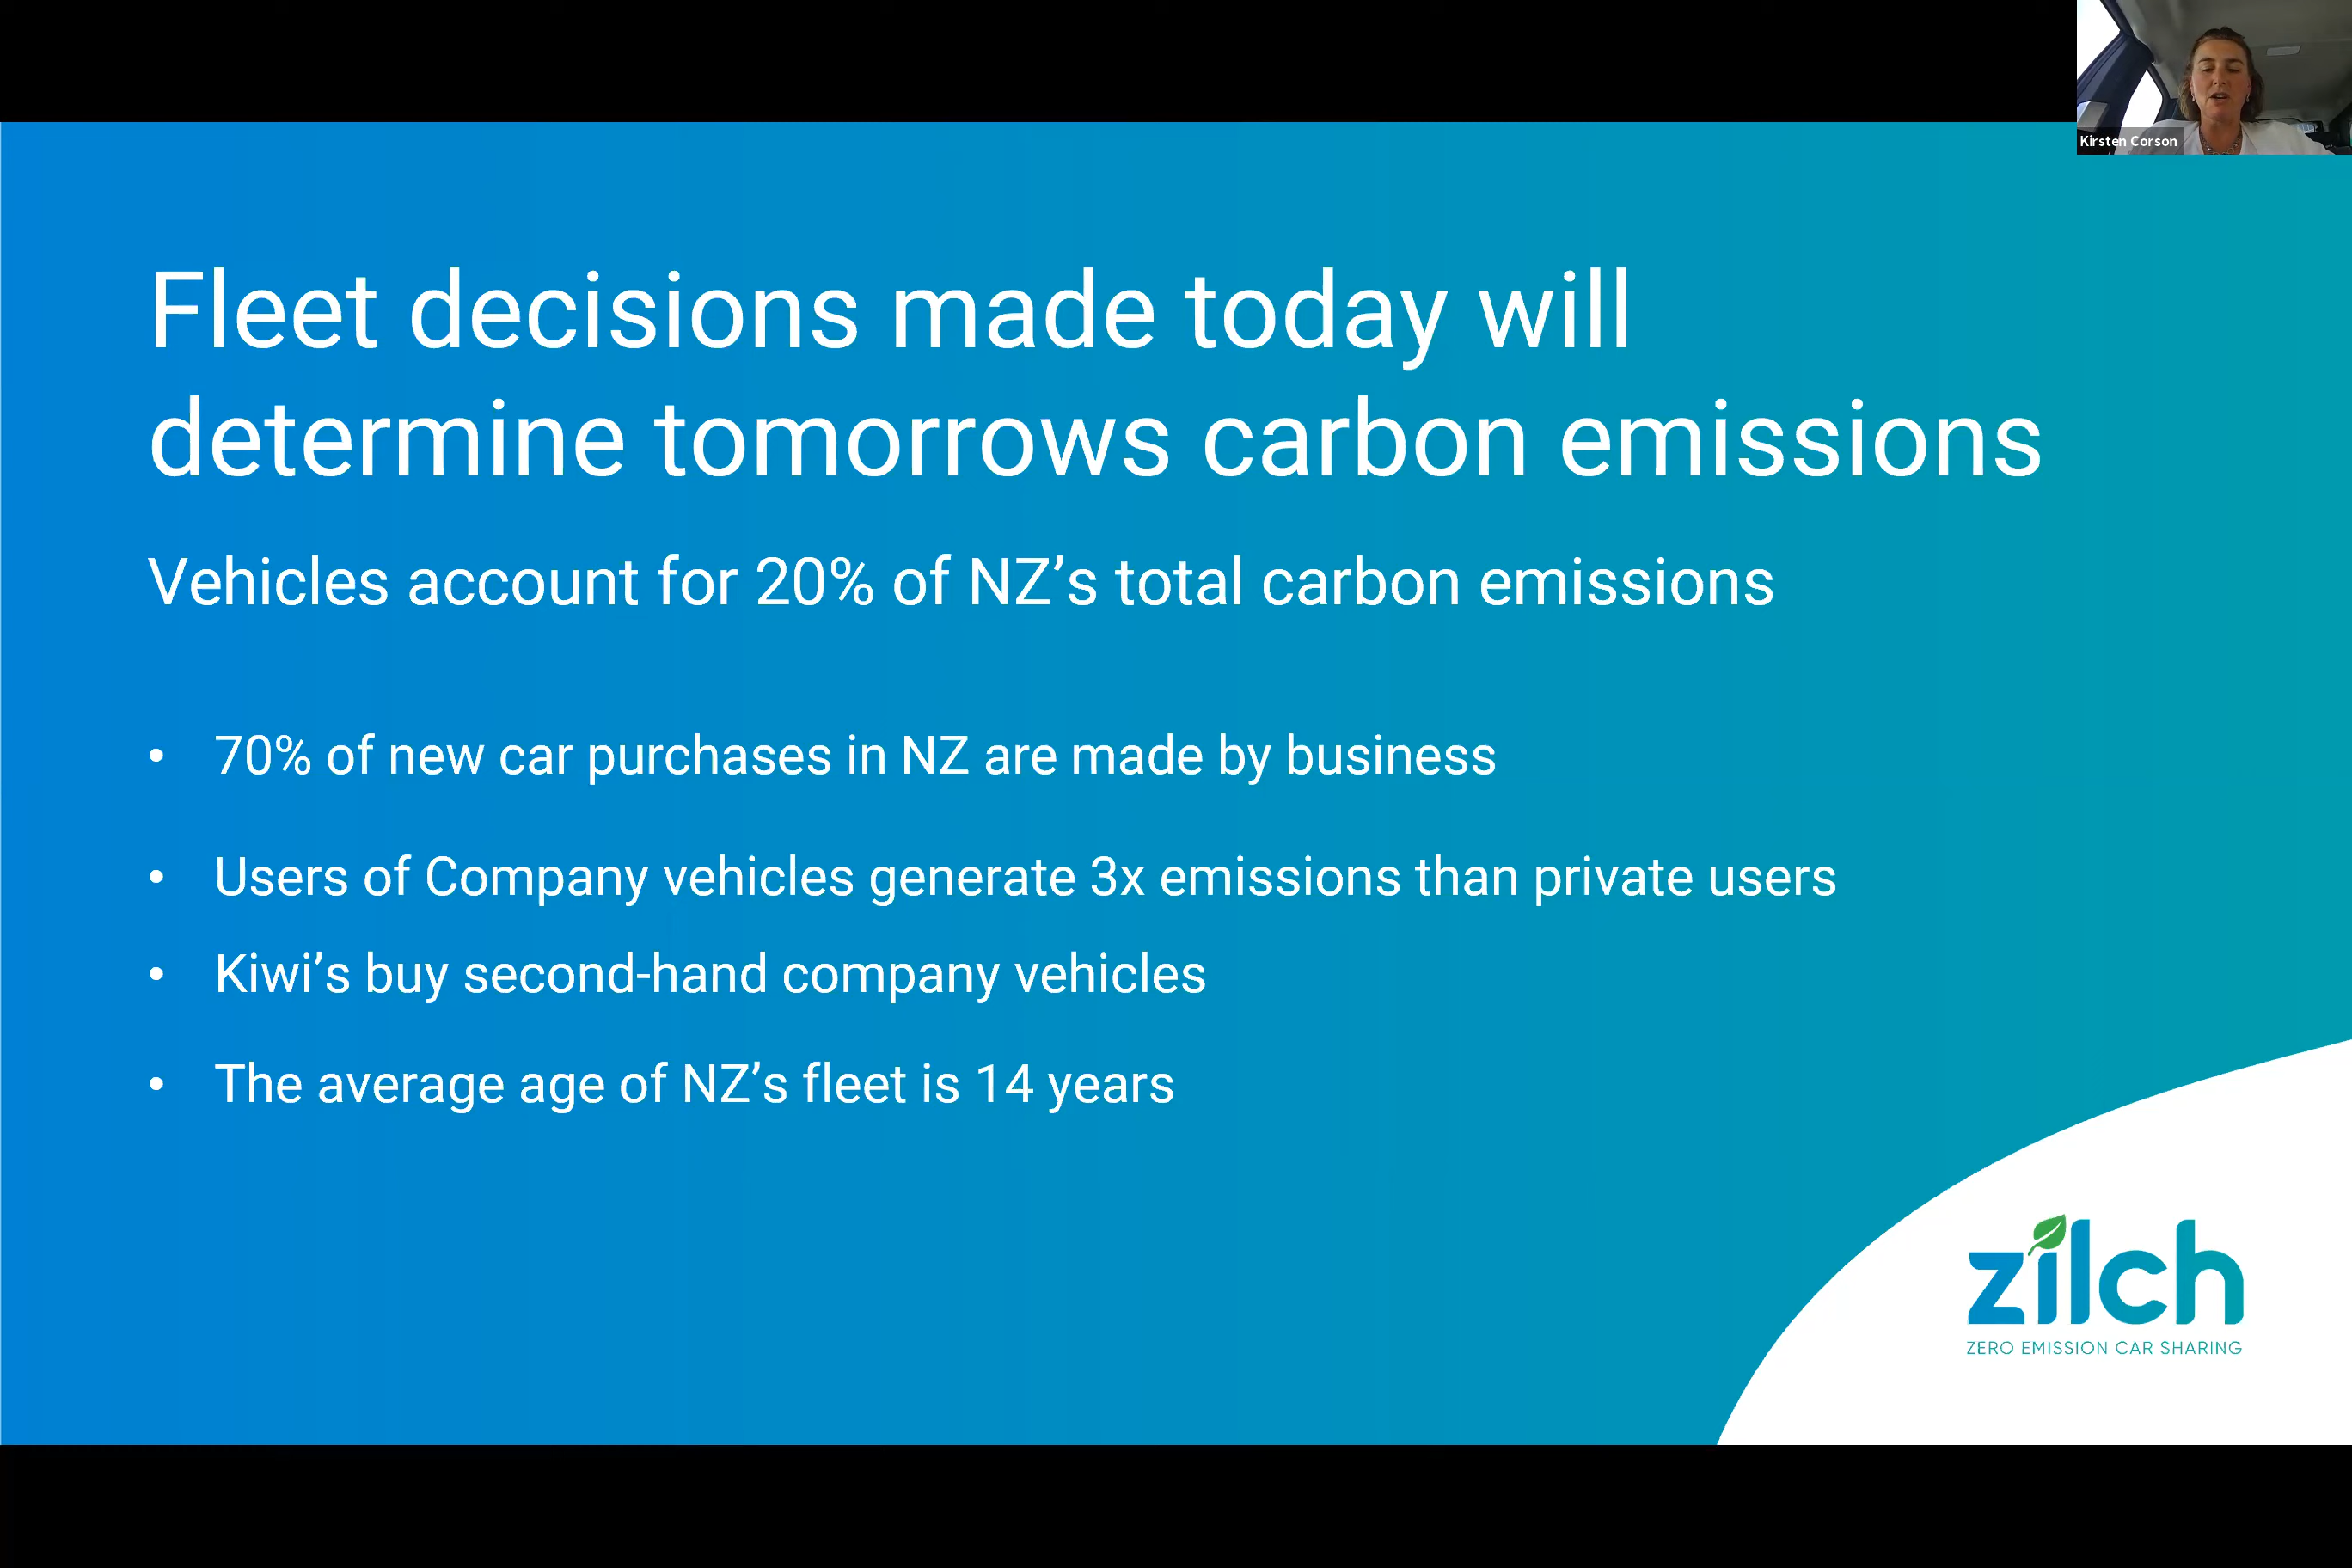 Kirsten Corson
Fleet decisions made today will
determine tomorrows carbon emissions
Vehicles account for 20% of NZ’s total carbon emissions
• 70% of new car purchases in NZ are made by business
• Users of Company vehicles generate 3x emissions than private users
• Kiwi’s buy second-hand company vehicles
• The average age of NZ’s fleet is 14 years
zilch
ZERO EMISSION CAR SHARING